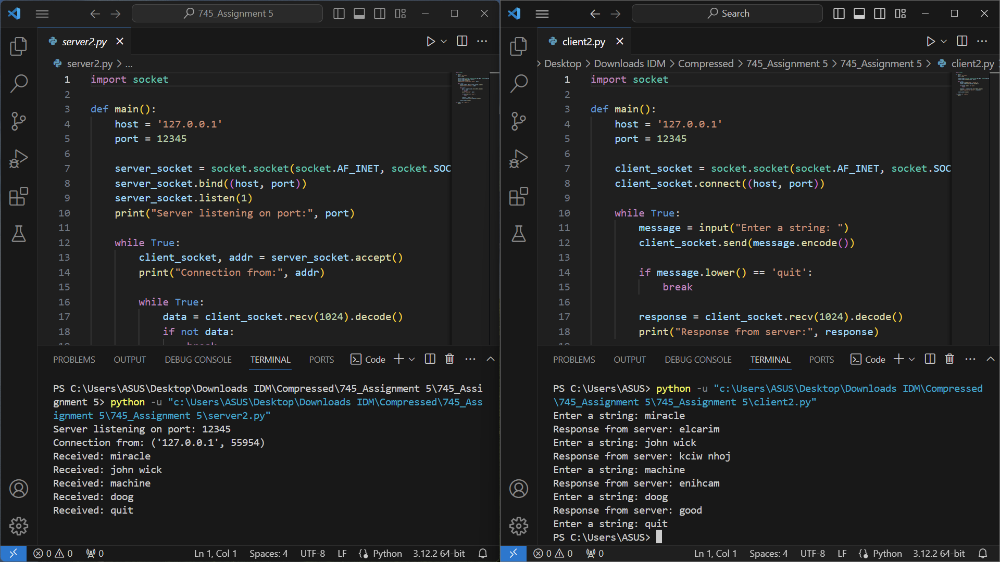 745_Assignment 5
server2.py
server2.py > ...
1 import socket
2
3 def main():
4 host = '127.0.0.1'
5 port = 12345
6
7 server_socket = socket.socket(socket.AF_INET, socket.SOC
8 server_socket.bind((host, port))
9 server_socket.listen(1)
10 print("Server listening on port:", port)
11
12 while True:
13 client_socket, addr = server_socket.accept()
14 print("Connection from:", addr)
15
16 while True:
17 data = client_socket.recv(1024).decode()
18 if not data:
PROBLEMS OUTPUT DEBUG CONSOLE TERMINAL PORTS Code
PS C:\Users\ASUS\Desktop\Downloads IDM\Compressed\745_Assignment 5\745_Assi
gnment 5> python -u "c:\Users\ASUS\Desktop\Downloads IDM\Compressed\745_Ass
ignment 5\745_Assignment 5\server2.py"
Server listening on port: 12345
Connection from: ('127.0.0.1', 55954)
Received: miracle
Received: john wick
Received: machine
Received: doog
Received: quit
0 0 0 Ln 1, Col 1 Spaces: 4 UTF-8 LF Python 3.12.2 64-bit
Search
client2.py
> Desktop > Downloads IDM > Compressed > 745_Assignment 5 > 745_Assignment 5 > client2.py
1 import socket
2
3 def main():
4 host = '127.0.0.1'
5 port = 12345
6
7 client_socket = socket.socket(socket.AF_INET, socket.SOC
8 client_socket.connect((host, port))
9
10 while True:
11 message = input("Enter a string: ")
12 client_socket.send(message.encode())
13
14 if message.lower() == 'quit':
15 break
16
17 response = client_socket.recv(1024).decode()
18 print("Response from server:", response)
PROBLEMS OUTPUT DEBUG CONSOLE TERMINAL PORTS Code
PS C:\Users\ASUS> python -u "c:\Users\ASUS\Desktop\Downloads IDM\Compressed
\745_Assignment 5\745_Assignment 5\client2.py"
Enter a string: miracle
Response from server: elcarim
Enter a string: john wick
Response from server: kciw nhoj
Enter a string: machine
Response from server: enihcam
Enter a string: doog
Response from server: good
Enter a string: quit
PS C:\Users\ASUS>
0 0 0 Ln 1, Col 1 Spaces: 4 UTF-8 LF Python 3.12.2 64-bit